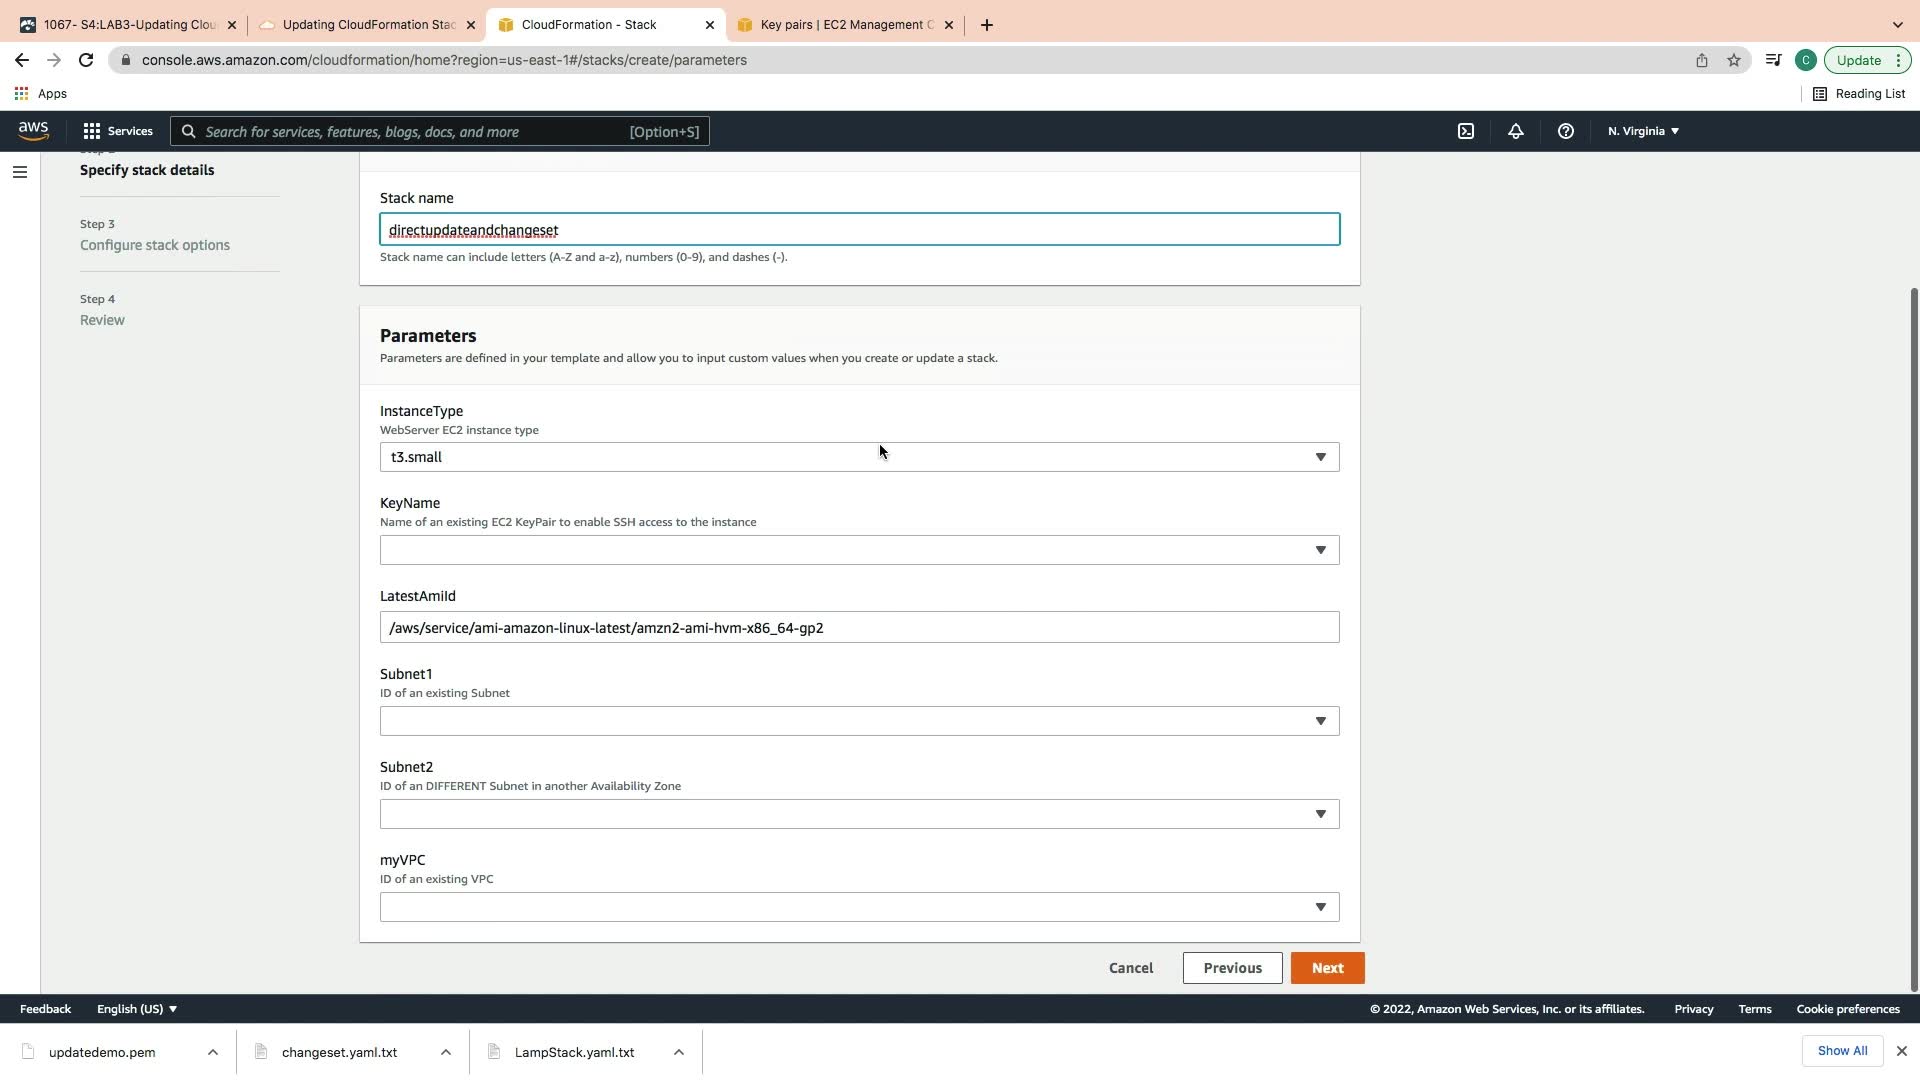 1067- S4:LAB3-Updating Clou
Updating CloudFormation Stac
CloudFormation - Stack
Key pairs | EC2 Management C
console.aws.amazon.com/cloudformation/home?region=us-east-1#/stacks/create/parameters
C
Update
Apps
Reading List
aws
Services
Search for services, features, blogs, docs, and more
[Option+S]
N. Virginia
Specify stack details
Step 3
Configure stack options
Step 4
Review
Stack name
directupdateandchangeset
Stack name can include letters (A-Z and a-z), numbers (0-9), and dashes (-).
Parameters
Parameters are defined in your template and allow you to input custom values when you create or update a stack.
InstanceType
WebServer EC2 instance type
t3.small
KeyName
Name of an existing EC2 KeyPair to enable SSH access to the instance
LatestAmiId
/aws/service/ami-amazon-linux-latest/amzn2-ami-hvm-x86_64-gp2
Subnet1
ID of an existing Subnet
Subnet2
ID of an DIFFERENT Subnet in another Availability Zone
myVPC
ID of an existing VPC
Cancel
Previous
Next
Feedback
English (US)
© 2022, Amazon Web Services, Inc. or its affiliates.
Privacy
Terms
Cookie preferences
updatedemo.pem
changeset.yaml.txt
LampStack.yaml.txt
Show All